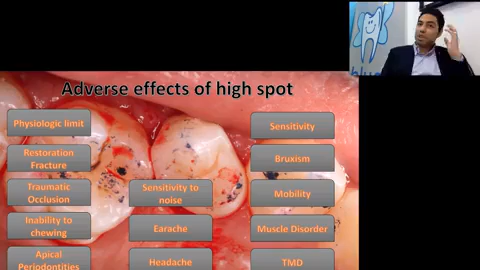 Adverse effects of high spot
Physiologic limit
Restoration
Fracture
Traumatic
Occlusion
Inability to
chewing
Apical
Periodontities
Sensitivity to
noise
Earache
Headache
Sensitivity
Bruxism
Mobility
Muscle Disorder
TMD